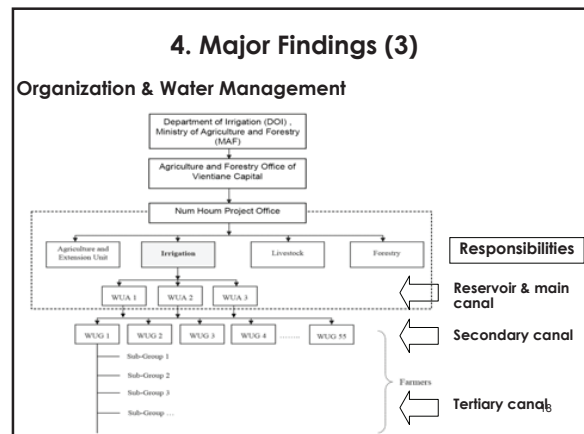 4. Major Findings (3)
Organization & Water Management
Department of Irrigation (DOI) ,
Ministry of Agriculture and Forestry
(MAF)
Agriculture and Forestry Office of
Vientiane Capital
Num Houm Project Office
Agriculture and
Extension Unit
Irrigation
Livestock
Forestry
Responsibilities
WUA 1
WUA 2
WUA 3
Reservoir & main
canal
WUG 1
WUG 2
WUG 3
WUG 4
........
WUG 55
Secondary canal
Sub-Group 1
Sub-Group 2
Sub-Group 3
Sub-Group …
Farmers
Tertiary canal
18